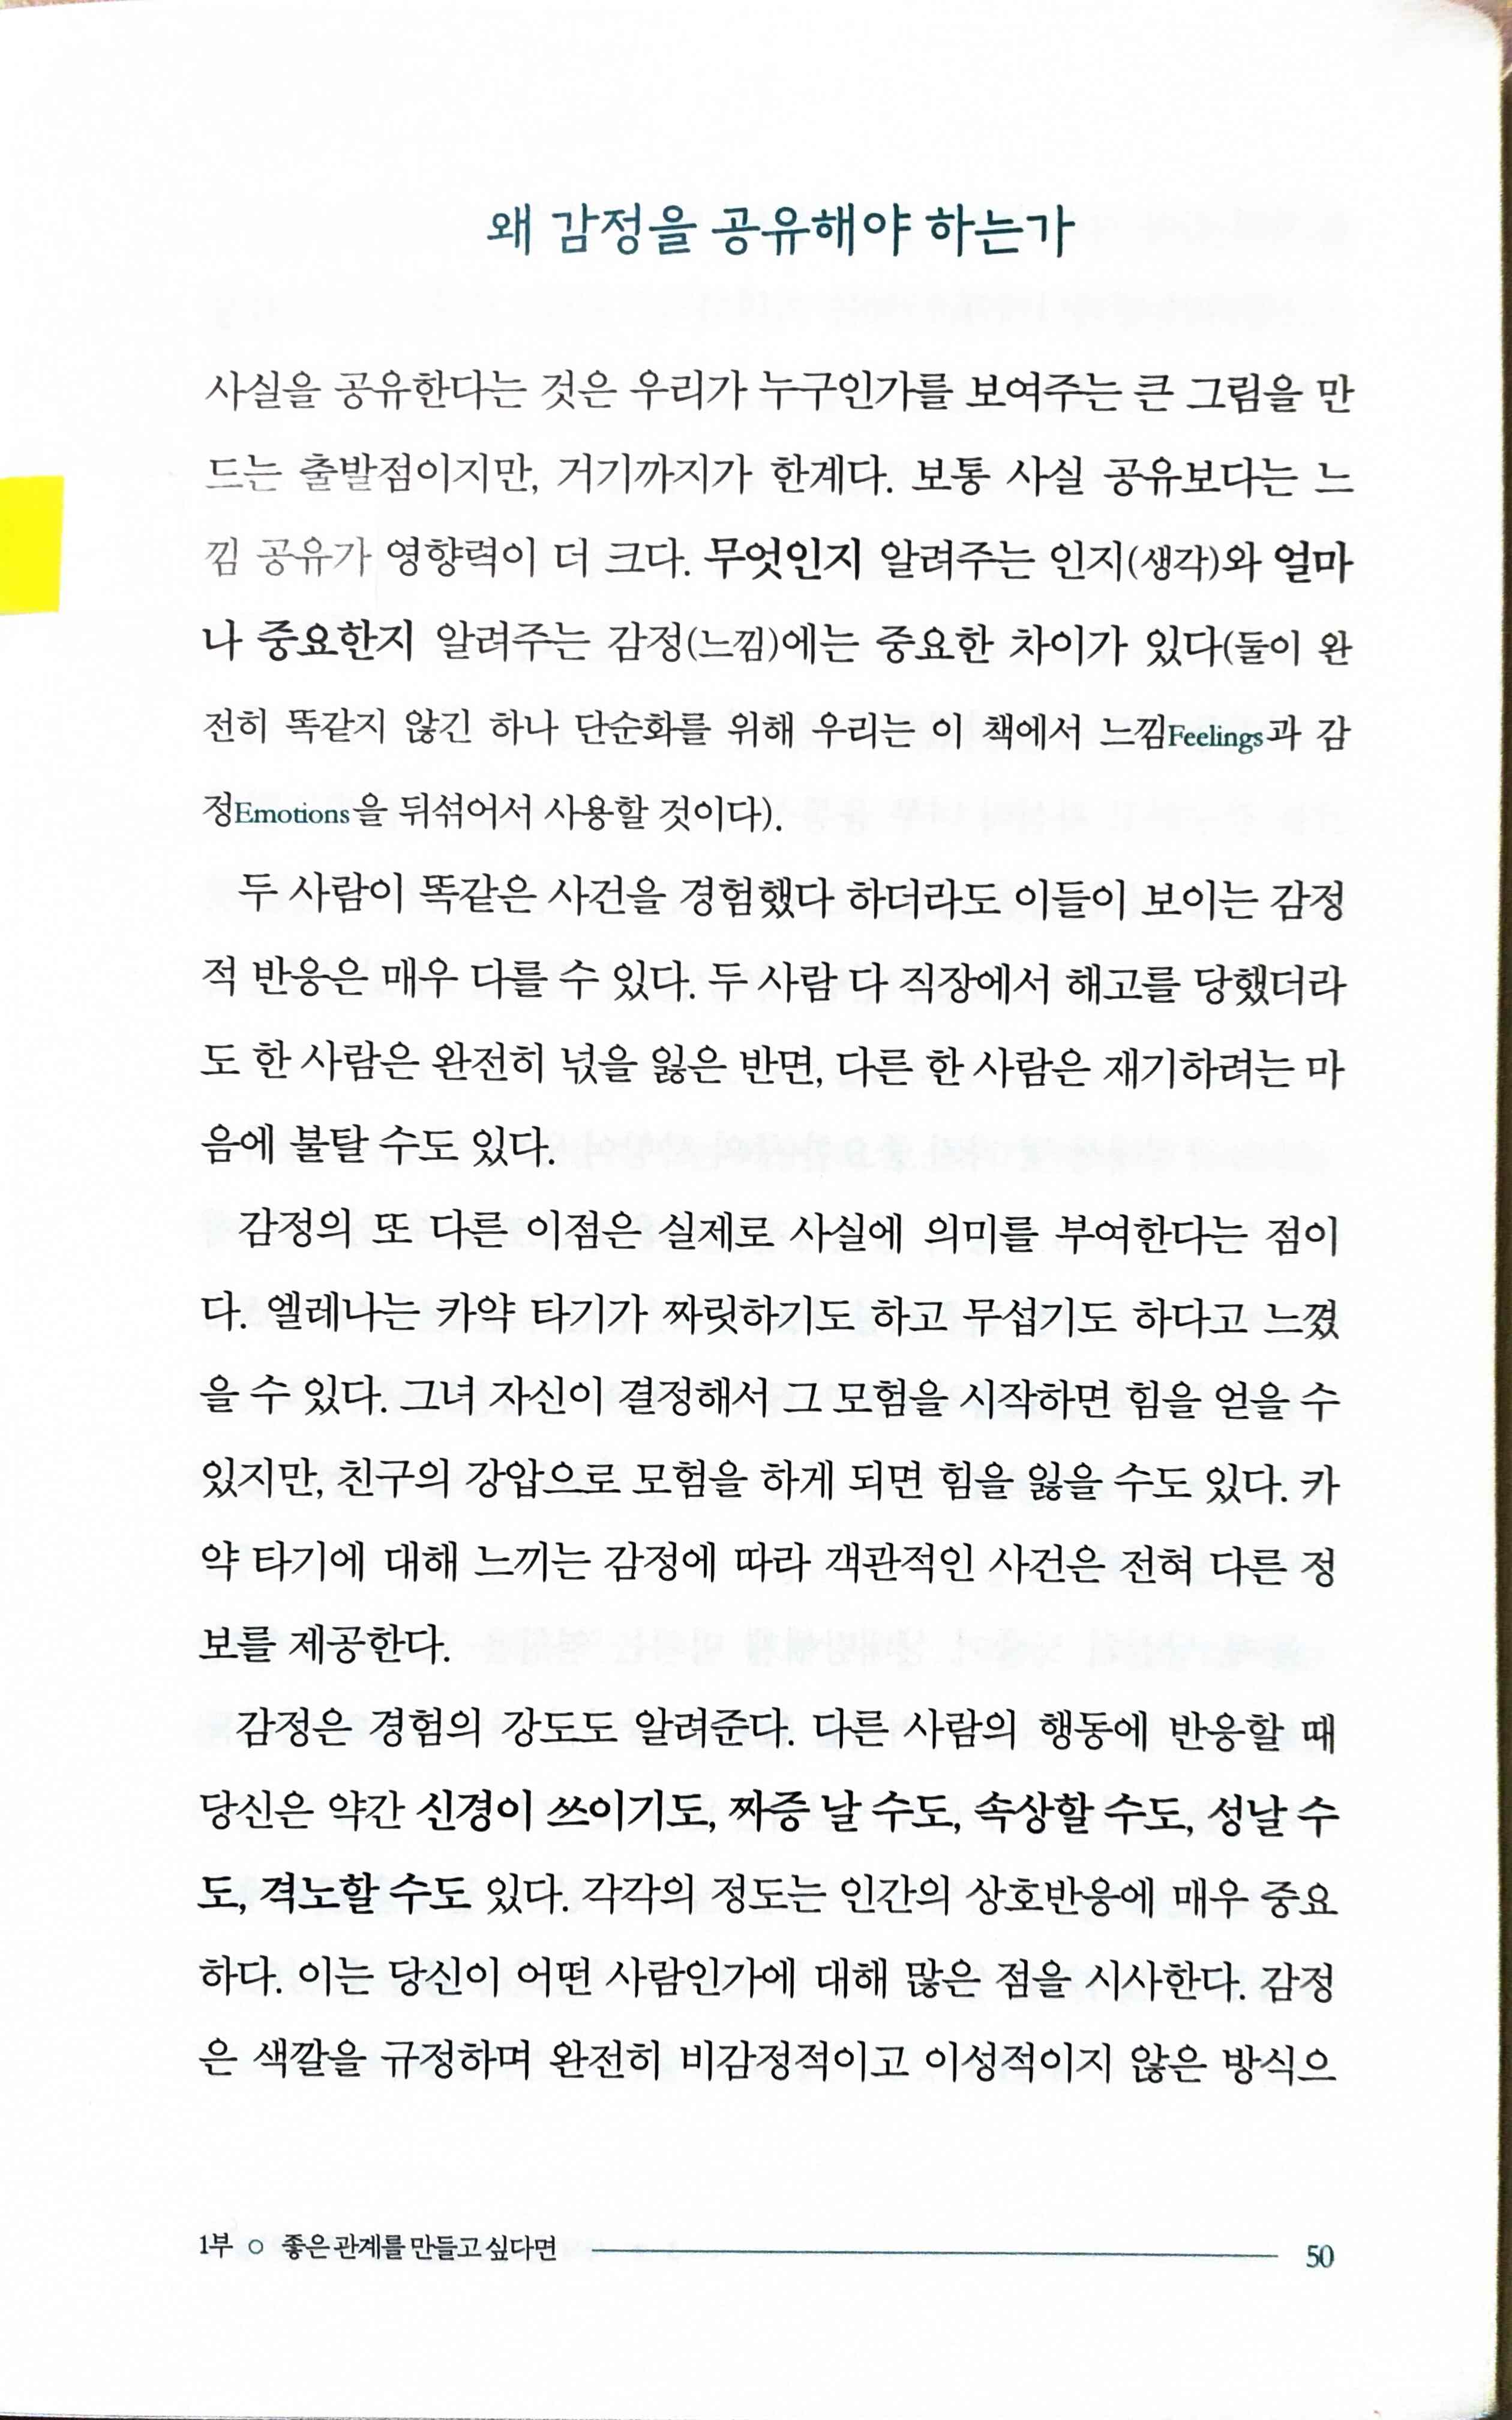 왜 감정을 공유해야 하는가
사실을 공유한다는 것은 우리가 누구인가를 보여주는 큰 그림을 만
드는 출발점이지만, 거기까지가 한계다. 보통 사실 공유보다는 느
낌 공유가 영향력이 더 크다. 무엇인지 알려주는 인지(생각)와 얼마
나 중요한지 알려주는 감정(느낌)에는 중요한 차이가 있다(둘이 완
전히 똑같지 않긴 하나 단순화를 위해 우리는 이 책에서 느낌Feelings과 감
정Emotions을 뒤섞어서 사용할 것이다).
두 사람이 똑같은 사건을 경험했다 하더라도 이들이 보이는 감정
적 반응은 매우 다를 수 있다. 두 사람 다 직장에서 해고를 당했더라
도 한 사람은 완전히 넋을 잃은 반면, 다른 한 사람은 재기하려는 마
음에 불탈 수도 있다.
감정의 또 다른 이점은 실제로 사실에 의미를 부여한다는 점이
다. 엘레나는 카약 타기가 짜릿하기도 하고 무섭기도 하다고 느꼈
을 수 있다. 그녀 자신이 결정해서 그 모험을 시작하면 힘을 얻을 수
있지만, 친구의 강압으로 모험을 하게 되면 힘을 잃을 수도 있다. 카
약 타기에 대해 느끼는 감정에 따라 객관적인 사건은 전혀 다른 정
보를 제공한다.
감정은 경험의 강도도 알려준다. 다른 사람의 행동에 반응할 때
당신은 약간 신경이 쓰이기도, 짜증 날 수도, 속상할 수도, 성날 수
도, 격노할 수도 있다. 각각의 정도는 인간의 상호반응에 매우 중요
하다. 이는 당신이 어떤 사람인가에 대해 많은 점을 시사한다. 감정
은 색깔을 규정하며 완전히 비감정적이고 이성적이지 않은 방식으
1부 ○ 좋은 관계를 만들고 싶다면 50